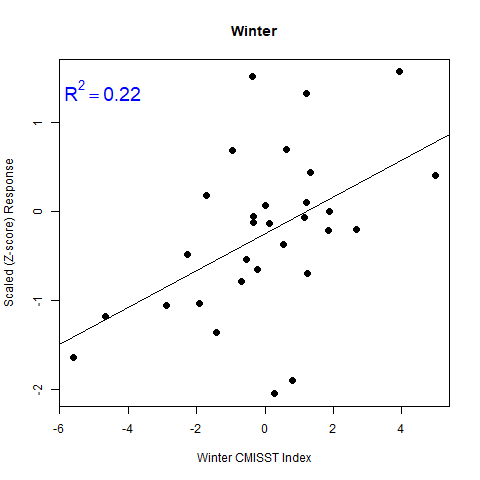 Winter
R²=0.22
Scaled (Z-score) Response
1
0
-1
-2
-6 -4 -2 0 2 4
Winter CMISST Index